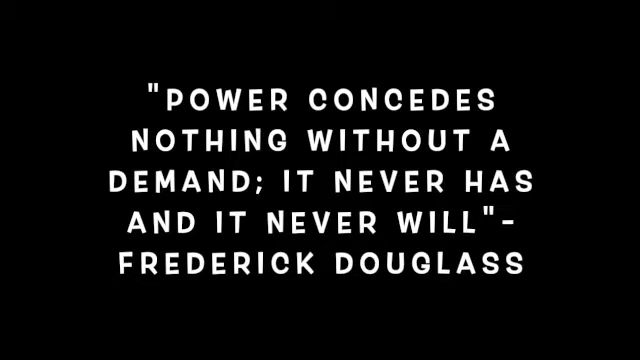 "POWER CONCEDES
NOTHING WITHOUT A
DEMAND; IT NEVER HAS
AND IT NEVER WILL"-
FREDERICK DOUGLASS